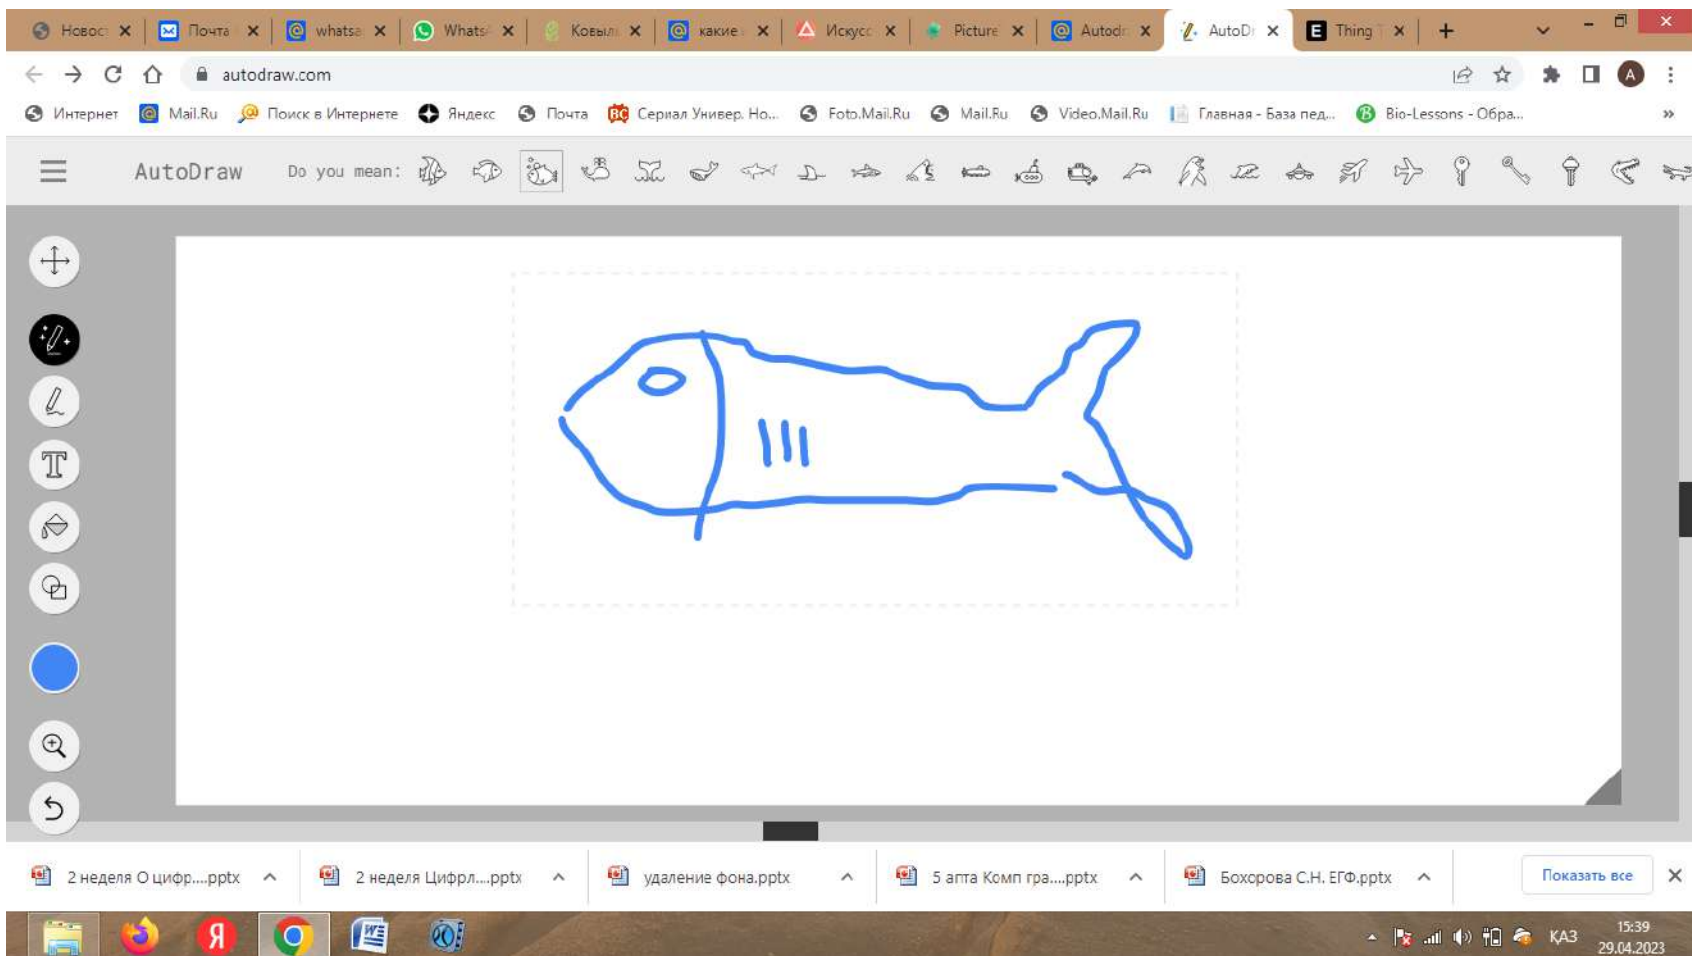 Новос Почта whatsa Whats Ковыл какие Искусс Picture Autodr AutoDr Thing T
autodraw.com A
Интернет Mail.Ru Поиск в Интернете Яндекс Почта Сериал Универ. Но... Foto.Mail.Ru Mail.Ru Video.Mail.Ru Главная - База пед... Bio-Lessons - Обра... »
AutoDraw Do you mean:
2 неделя О цифр....pptx 2 неделя Цифрл....pptx удаление фона.pptx 5 апта Комп гра....pptx Бохорова С.Н. ЕГФ.pptx Показать все
ҚАЗ 15:39
29.04.2023